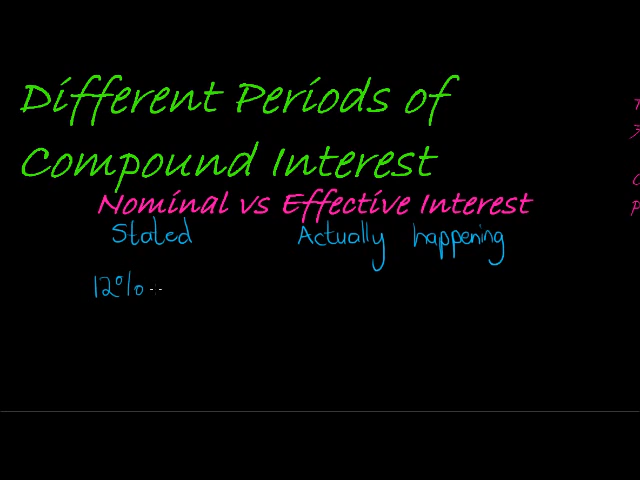 Different Periods of
Compound Interest
Nominal vs Effective Interest
Stated Actually happening
12%